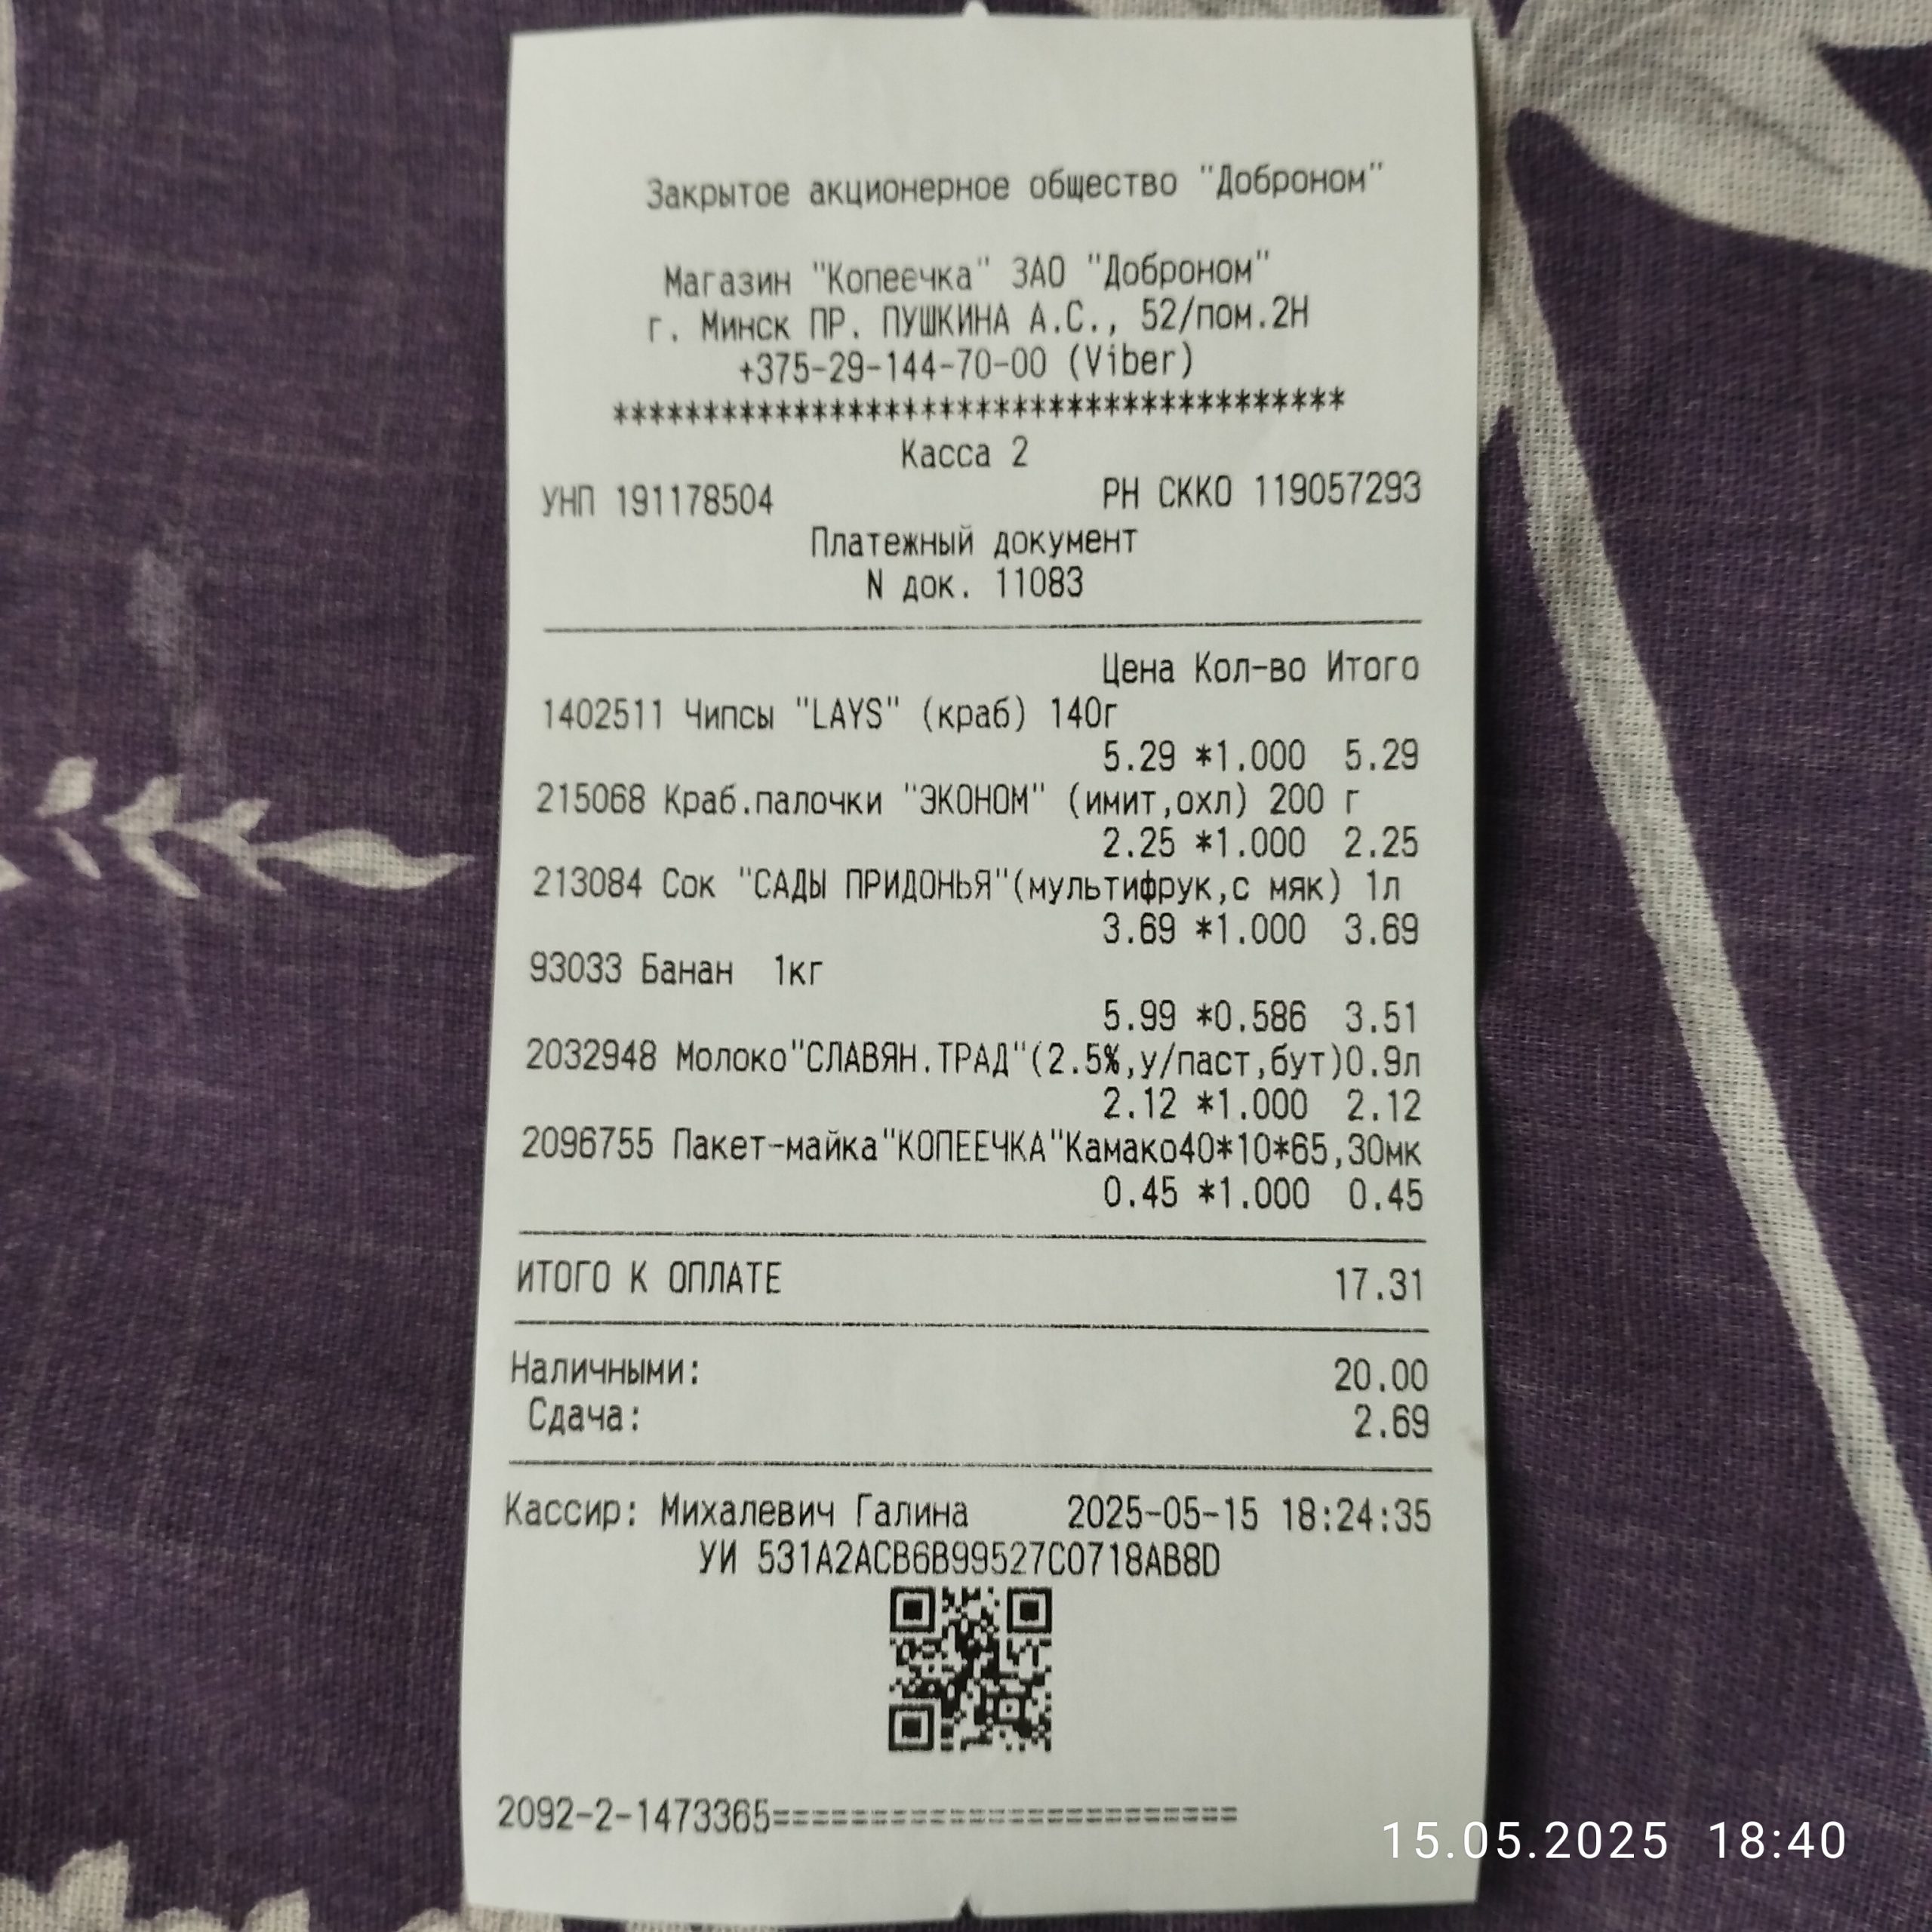 Закрытое акционерное общество "Доброном"
Магазин "Копеечка" ЗАО "Доброном"
г. Минск ПР. ПУШКИНА А.С., 52/пом.2Н
+375-29-144-70-00 (Viber)
****************************************
Касса 2
УНП 191178504 РН СККО 119057293
Платежный документ
N док. 11083
Цена Кол-во Итого
1402511 Чипсы "LAYS" (краб) 140г
5.29 *1.000 5.29
215068 Краб.палочки "ЭКОНОМ" (имит,охл) 200 г
2.25 *1.000 2.25
213084 Сок "САДЫ ПРИДОНЬЯ"(мультифрук,с мяк) 1л
3.69 *1.000 3.69
93033 Банан 1кг
5.99 *0.586 3.51
2032948 Молоко"СЛАВЯН.ТРАД"(2.5%,у/паст,бут)0.9л
2.12 *1.000 2.12
2096755 Пакет-майка"КОПЕЕЧКА"Камако40*10*65,30мк
0.45 *1.000 0.45
ИТОГО К ОПЛАТЕ 17.31
Наличными: 20.00
Сдача: 2.69
Кассир: Михалевич Галина 2025-05-15 18:24:35
УИ 531A2ACB6B99527C0718AB8D
2092-2-1473365========================
15.05.2025 18:40